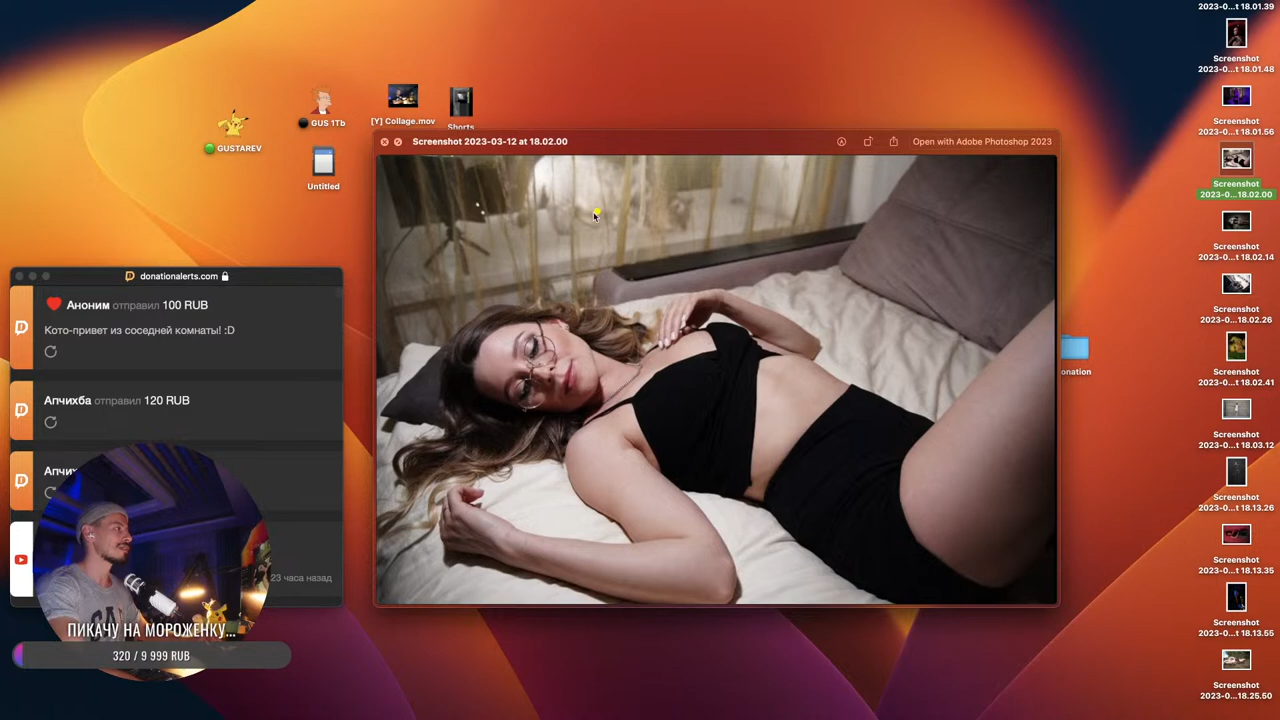 GUSTAREV
GUS 1Tb
Untitled
[Y] Collage.mov
Shorts
Screenshot 2023-03-12 at 18.02.00
Open with Adobe Photoshop 2023
donationalerts.com
Аноним отправил 100 RUB
Кото-привет из соседней комнаты! :D
Апчихба отправил 120 RUB
23 часа назад
ПИКАЧУ НА МОРОЖЕНКУ...
320 / 9 999 RUB
onation
2023-0...t 18.01.39
Screenshot
2023-0...t 18.01.48
Screenshot
2023-0...t 18.01.56
Screenshot
2023-0...18.02.00
Screenshot
2023-0...t 18.02.14
Screenshot
2023-0...t 18.02.26
Screenshot
2023-0...t 18.02.41
Screenshot
2023-0...t 18.03.12
Screenshot
2023-0...t 18.13.26
Screenshot
2023-0...t 18.13.35
Screenshot
2023-0...t 18.13.55
Screenshot
2023-0...18.25.50